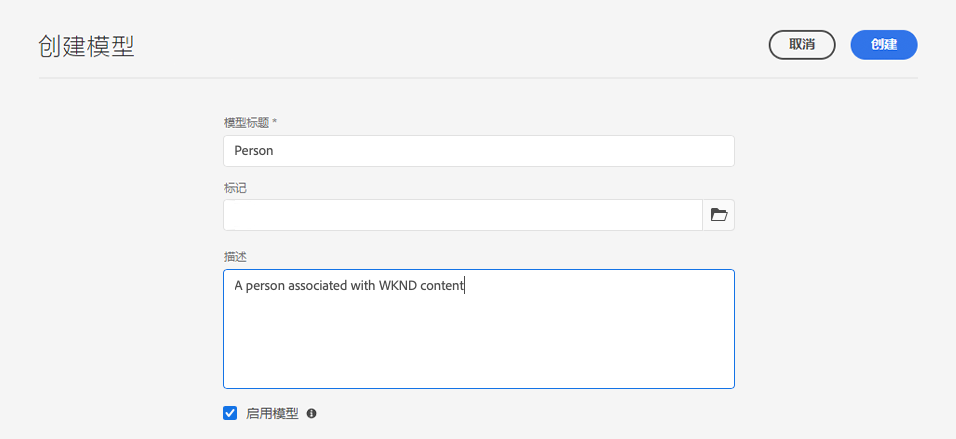 创建模型
取消
创建
模型标题 *
Person
标记
描述
A person associated with WKND content
启用模型